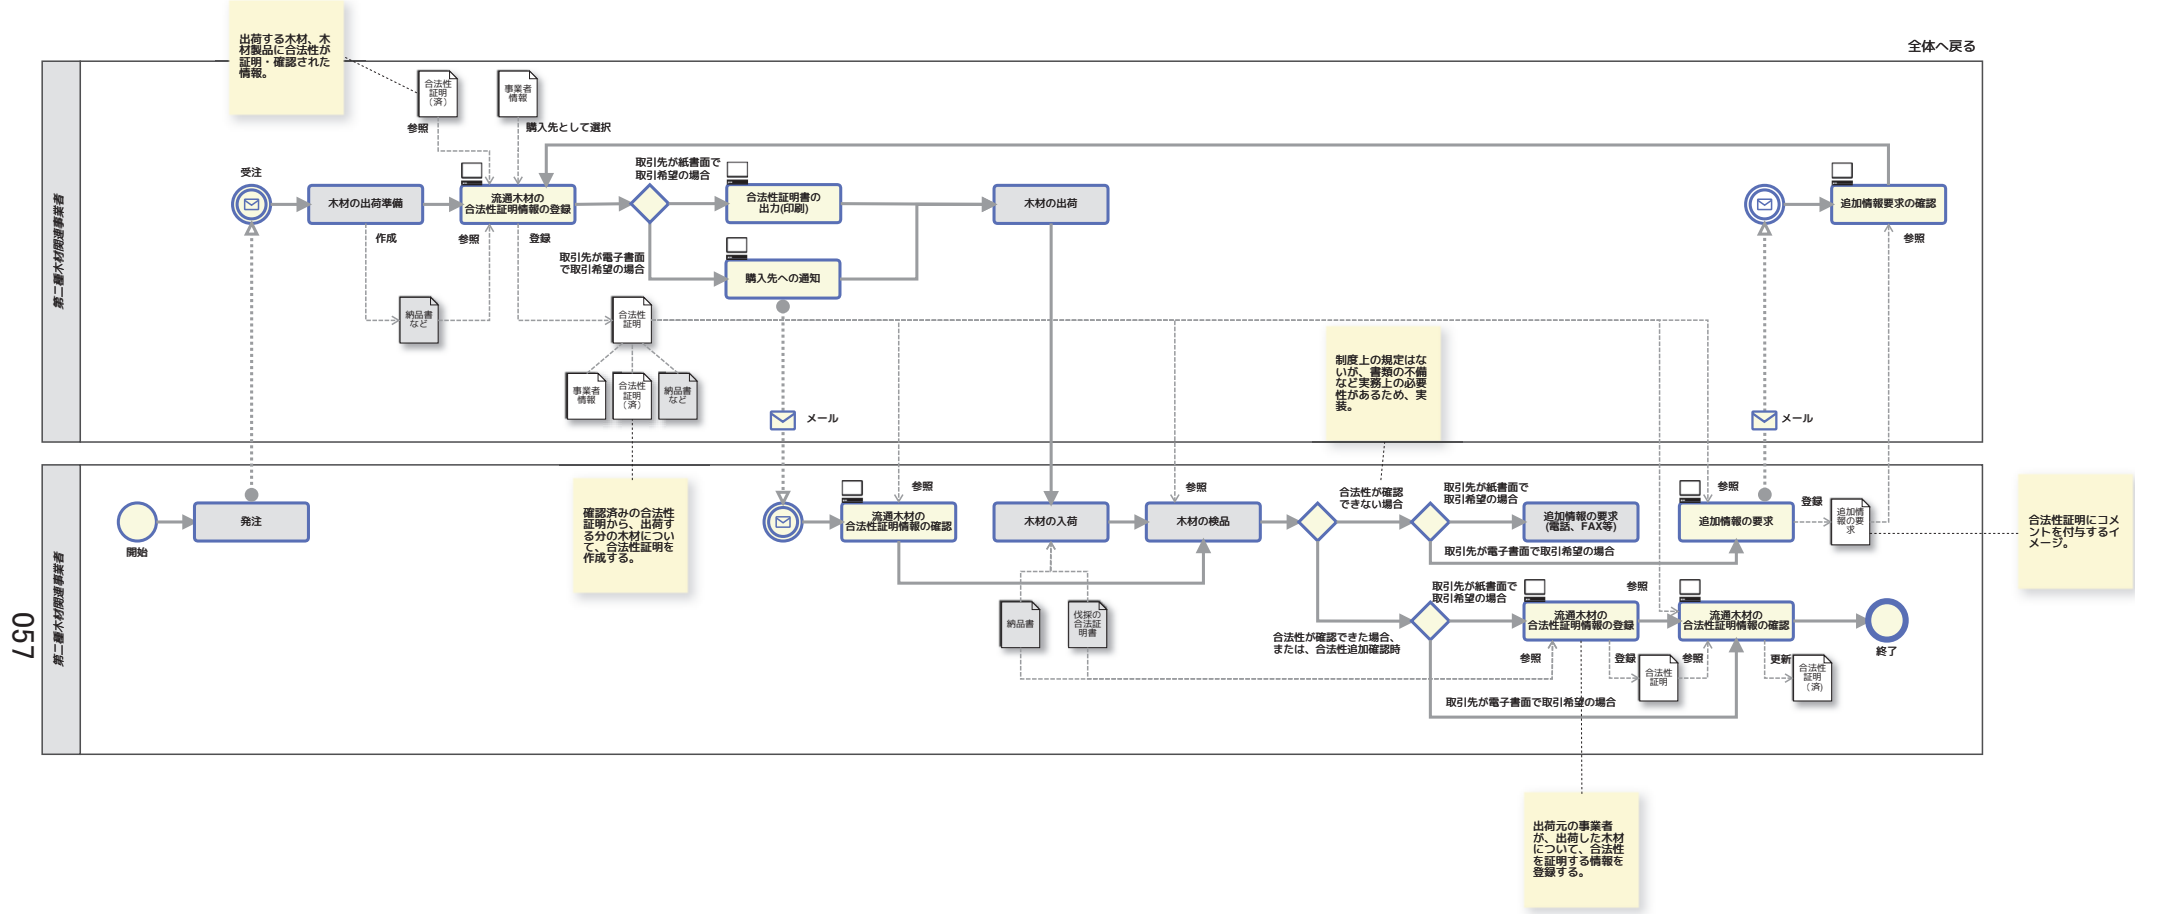 全体へ戻る
出荷する木材、木
材製品に合法性が
証明・確認された
情報。
合法性
証明
（済）
事業者
情報
参照
購入先として選択
第二種木材関連事業者
受注
木材の出荷準備
流通木材の
合法性証明情報の登録
取引先が紙書面で
取引希望の場合
合法性証明書の
出力(印刷)
木材の出荷
追加情報要求の確認
作成
参照
登録
参照
取引先が電子書面
で取引希望の場合
購入先への通知
納品書
など
合法性
証明
事業者
情報
合法性
証明
（済）
納品書
など
メール
制度上の規定はな
いが、書類の不備
など実務上の必要
性があるため、実
装。
メール
第二種木材関連事業者
開始
発注
確認済みの合法性
証明から、出荷す
る分の木材につい
て、合法性証明を
作成する。
参照
流通木材の
合法性証明情報の確認
木材の入荷
参照
木材の検品
合法性が確認
できない場合
取引先が紙書面で
取引希望の場合
追加情報の要求
(電話、FAX等)
取引先が電子書面で取引希望の場合
参照
追加情報の要求
登録
追加情
報の要
求
合法性証明にコメ
ントを付与するイ
メージ。
納品書
伐採の
合法証
明書
合法性が確認できた場合、
または、合法性追加確認時
取引先が紙書面で
取引希望の場合
流通木材の
合法性証明情報の登録
参照
流通木材の
合法性証明情報の確認
終了
参照
登録
合法性
証明
参照
更新
合法性
証明
（済）
取引先が電子書面で取引希望の場合
出荷元の事業者
が、出荷した木材
について、合法性
を証明する情報を
登録する。
057